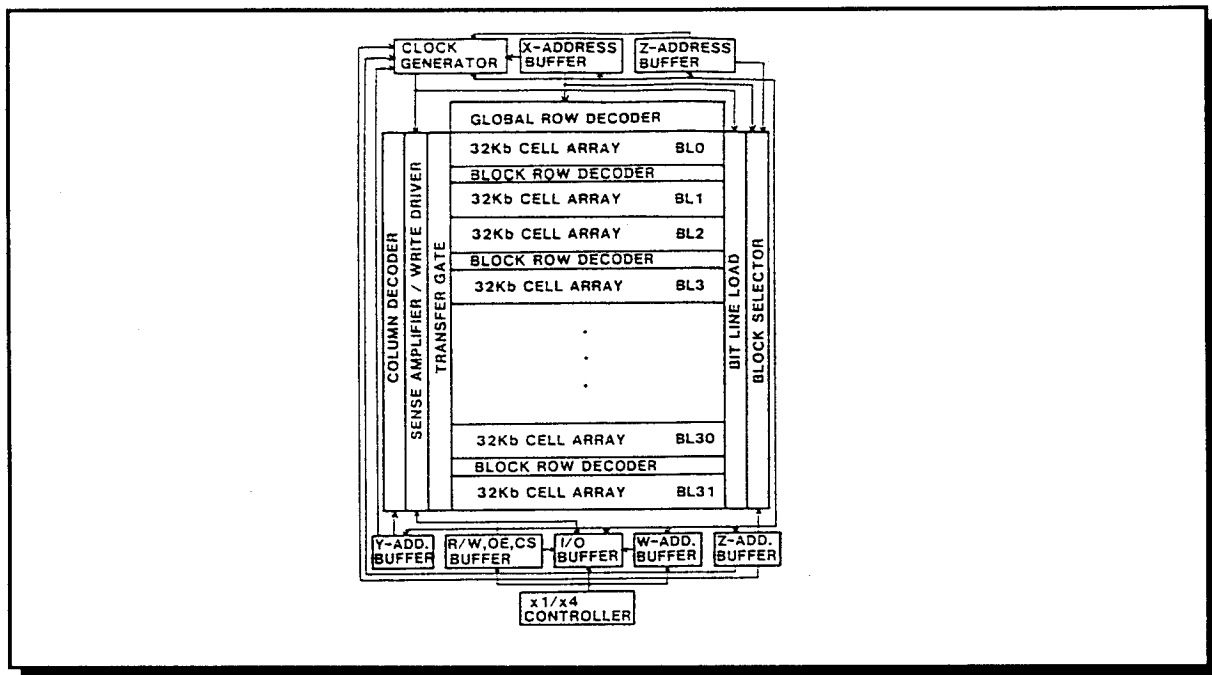 CLOCK
GENERATOR
X-ADDRESS
BUFFER
Z-ADDRESS
BUFFER
GLOBAL ROW DECODER
32Kb CELL ARRAY BL0
BLOCK ROW DECODER
32Kb CELL ARRAY BL1
32Kb CELL ARRAY BL2
BLOCK ROW DECODER
32Kb CELL ARRAY BL3
32Kb CELL ARRAY BL30
BLOCK ROW DECODER
32Kb CELL ARRAY BL31
COLUMN DECODER
SENSE AMPLIFIER / WRITE DRIVER
TRANSFER GATE
BIT LINE LOAD
BLOCK SELECTOR
Y-ADD.
BUFFER
R/W,OE,CS
BUFFER
I/O
BUFFER
W-ADD.
BUFFER
Z-ADD.
BUFFER
x1/x4
CONTROLLER